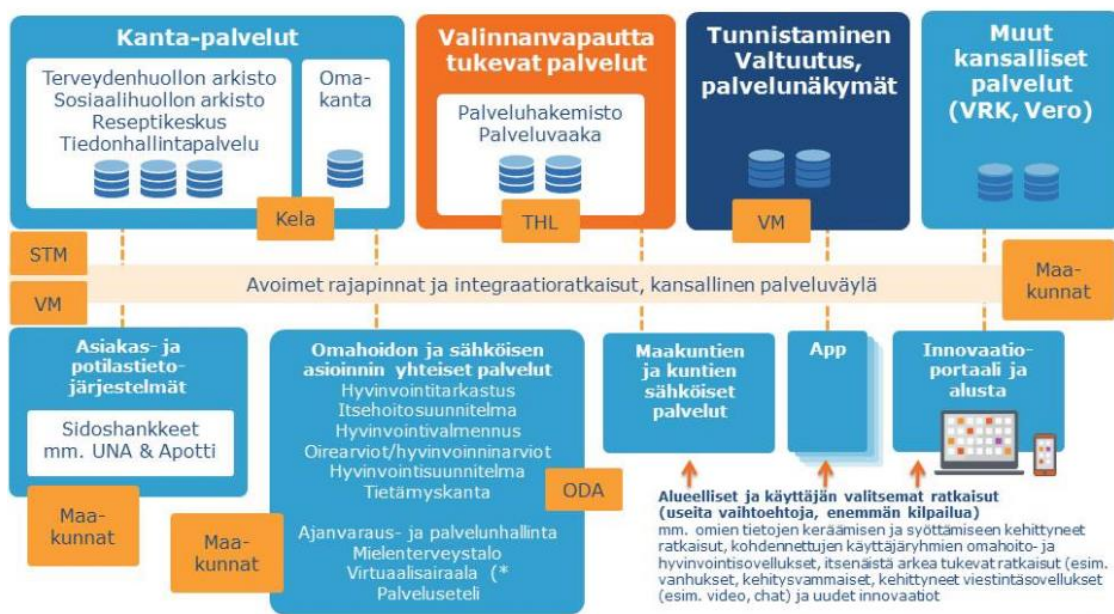 Kanta-palvelut
Terveydenhuollon arkisto
Sosiaalihuollon arkisto
Reseptikeskus
Tiedonhallintapalvelu
Oma-
kanta
Kela
Valinnanvapautta
tukevat palvelut
Palveluhakemisto
Palveluvaaka
THL
Tunnistaminen
Valtuutus,
palvelunäkymät
VM
Muut
kansalliset
palvelut
(VRK, Vero)
STM
VM
Avoimet rajapinnat ja integraatioratkaisut, kansallinen palveluväylä
Maa-
kunnat
Asiakas- ja
potilastieto-
järjestelmät
Sidoshankkeet
mm. UNA & Apotti
Maa-
kunnat
Omahoidon ja sähköisen
asioinnin yhteiset palvelut
Hyvinvointitarkastus
Itsehoitosuunnitelma
Hyvinvointivalmennus
Oirearviot/hyvinvoinninarviot
Hyvinvointisuunnitelma
Tietämyskanta
Ajanvaraus- ja palvelunhallinta
Mielenterveystalo
Virtuaalisairaala (*
Palveluseteli
Maa-
kunnat
ODA
Maakuntien
ja kuntien
sähköiset
palvelut
App
Innovaatio-
portaali ja
alusta
Alueelliset ja käyttäjän valitsemat ratkaisut
(useita vaihtoehtoja, enemmän kilpailua)
mm. omien tietojen keräämisen ja syöttämiseen kehittyneet
ratkaisut, kohdennettujen käyttäjäryhmien omahoito- ja
hyvinvointisovellukset, itsenäistä arkea tukevat ratkaisut (esim.
vanhukset, kehitysvammaiset, kehittyneet viestintäsovellukset
(esim. video, chat) ja uudet innovaatiot